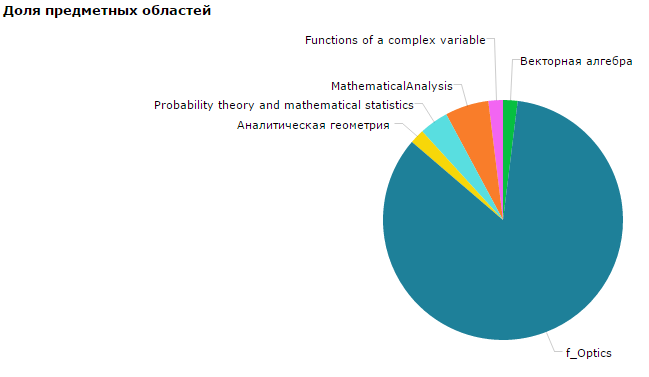 Доля предметных областей
Functions of a complex variable
Векторная алгебра
MathematicalAnalysis
Probability theory and mathematical statistics
Аналитическая геометрия
f_Optics